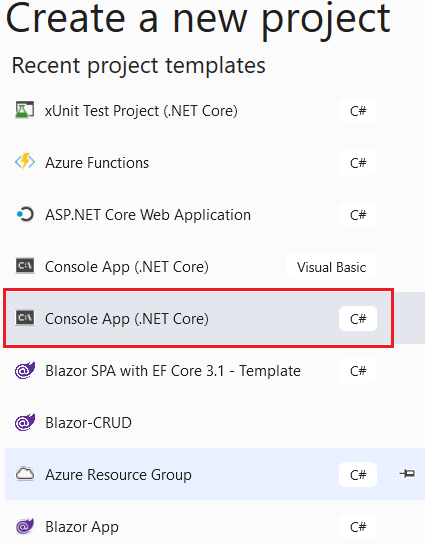 Create a new project
Recent project templates
xUnit Test Project (.NET Core) C#
Azure Functions C#
ASP.NET Core Web Application C#
Console App (.NET Core) Visual Basic
C:\ Console App (.NET Core) C#
Blazor SPA with EF Core 3.1 - Template C#
Blazor-CRUD
Azure Resource Group C#
Blazor App C#